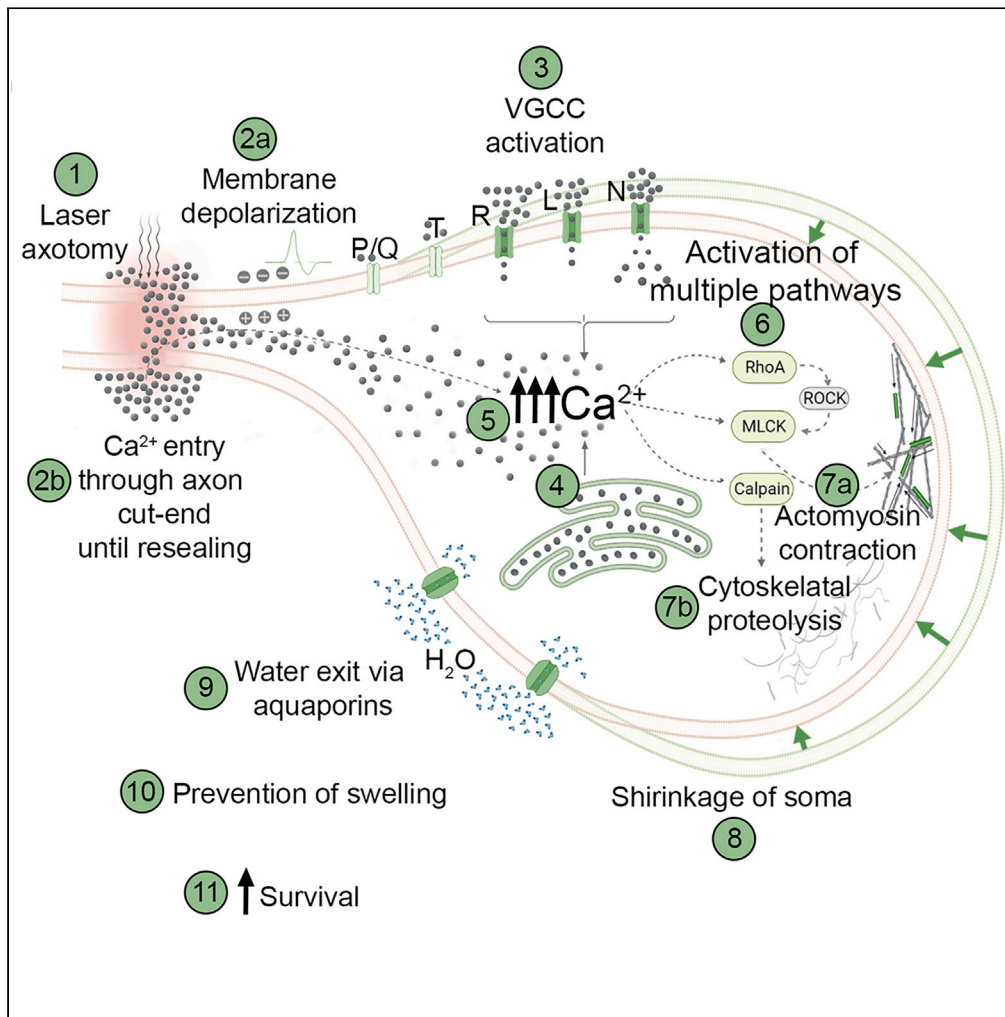 1
Laser
axotomy
2a
Membrane
depolarization
3
VGCC
activation
P/Q
T
R
L
N
2b
Ca²⁺ entry
through axon
cut-end
until resealing
4
5
Ca²⁺
Activation of
multiple pathways
6
RhoA
ROCK
MLCK
Calpain
7a
Actomyosin
contraction
7b
Cytoskelatal
proteolysis
Shirinkage of soma
8
H₂O
9
Water exit via
aquaporins
10
Prevention of swelling
11
Survival